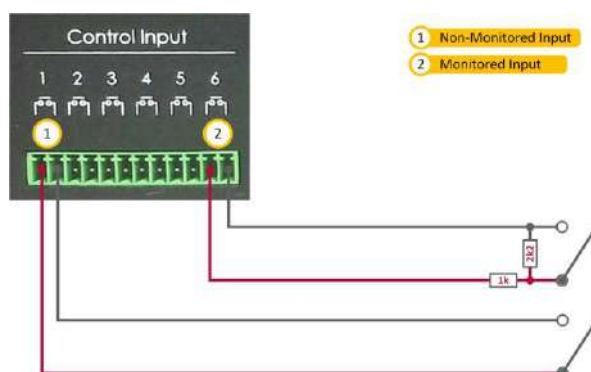 Control Input
1 2 3 4 5 6
1 Non-Monitored Input
2 Monitored Input
1 2
2k2
1k